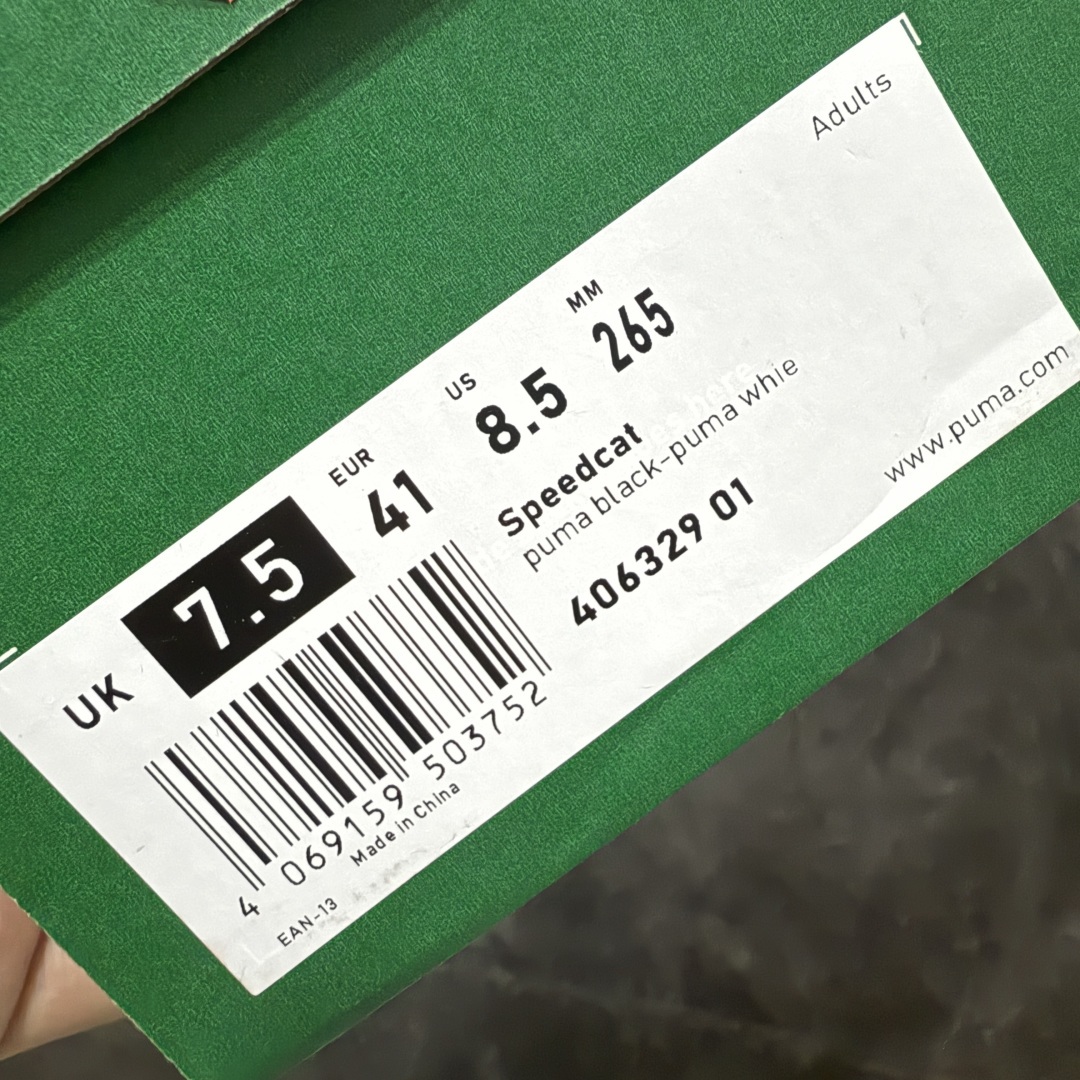 Adults
UK 7.5
EUR 41
US 8.5
MM 265
Speedcat
puma black-puma whie
406329 01
www.puma.com
4 069159 503752
Made in China
EAN-13